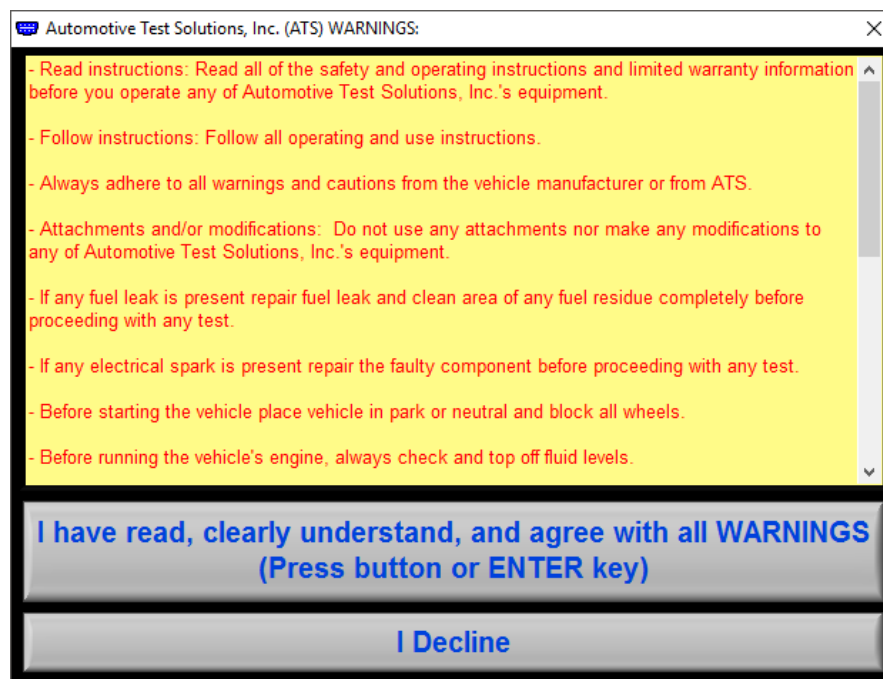 Automotive Test Solutions, Inc. (ATS) WARNINGS:
- Read instructions: Read all of the safety and operating instructions and limited warranty information
before you operate any of Automotive Test Solutions, Inc.'s equipment.
- Follow instructions: Follow all operating and use instructions.
- Always adhere to all warnings and cautions from the vehicle manufacturer or from ATS.
- Attachments and/or modifications:  Do not use any attachments nor make any modifications to
any of Automotive Test Solutions, Inc.'s equipment.
- If any fuel leak is present repair fuel leak and clean area of any fuel residue completely before
proceeding with any test.
- If any electrical spark is present repair the faulty component before proceeding with any test.
- Before starting the vehicle place vehicle in park or neutral and block all wheels.
- Before running the vehicle's engine, always check and top off fluid levels.
I have read, clearly understand, and agree with all WARNINGS
(Press button or ENTER key)
I Decline